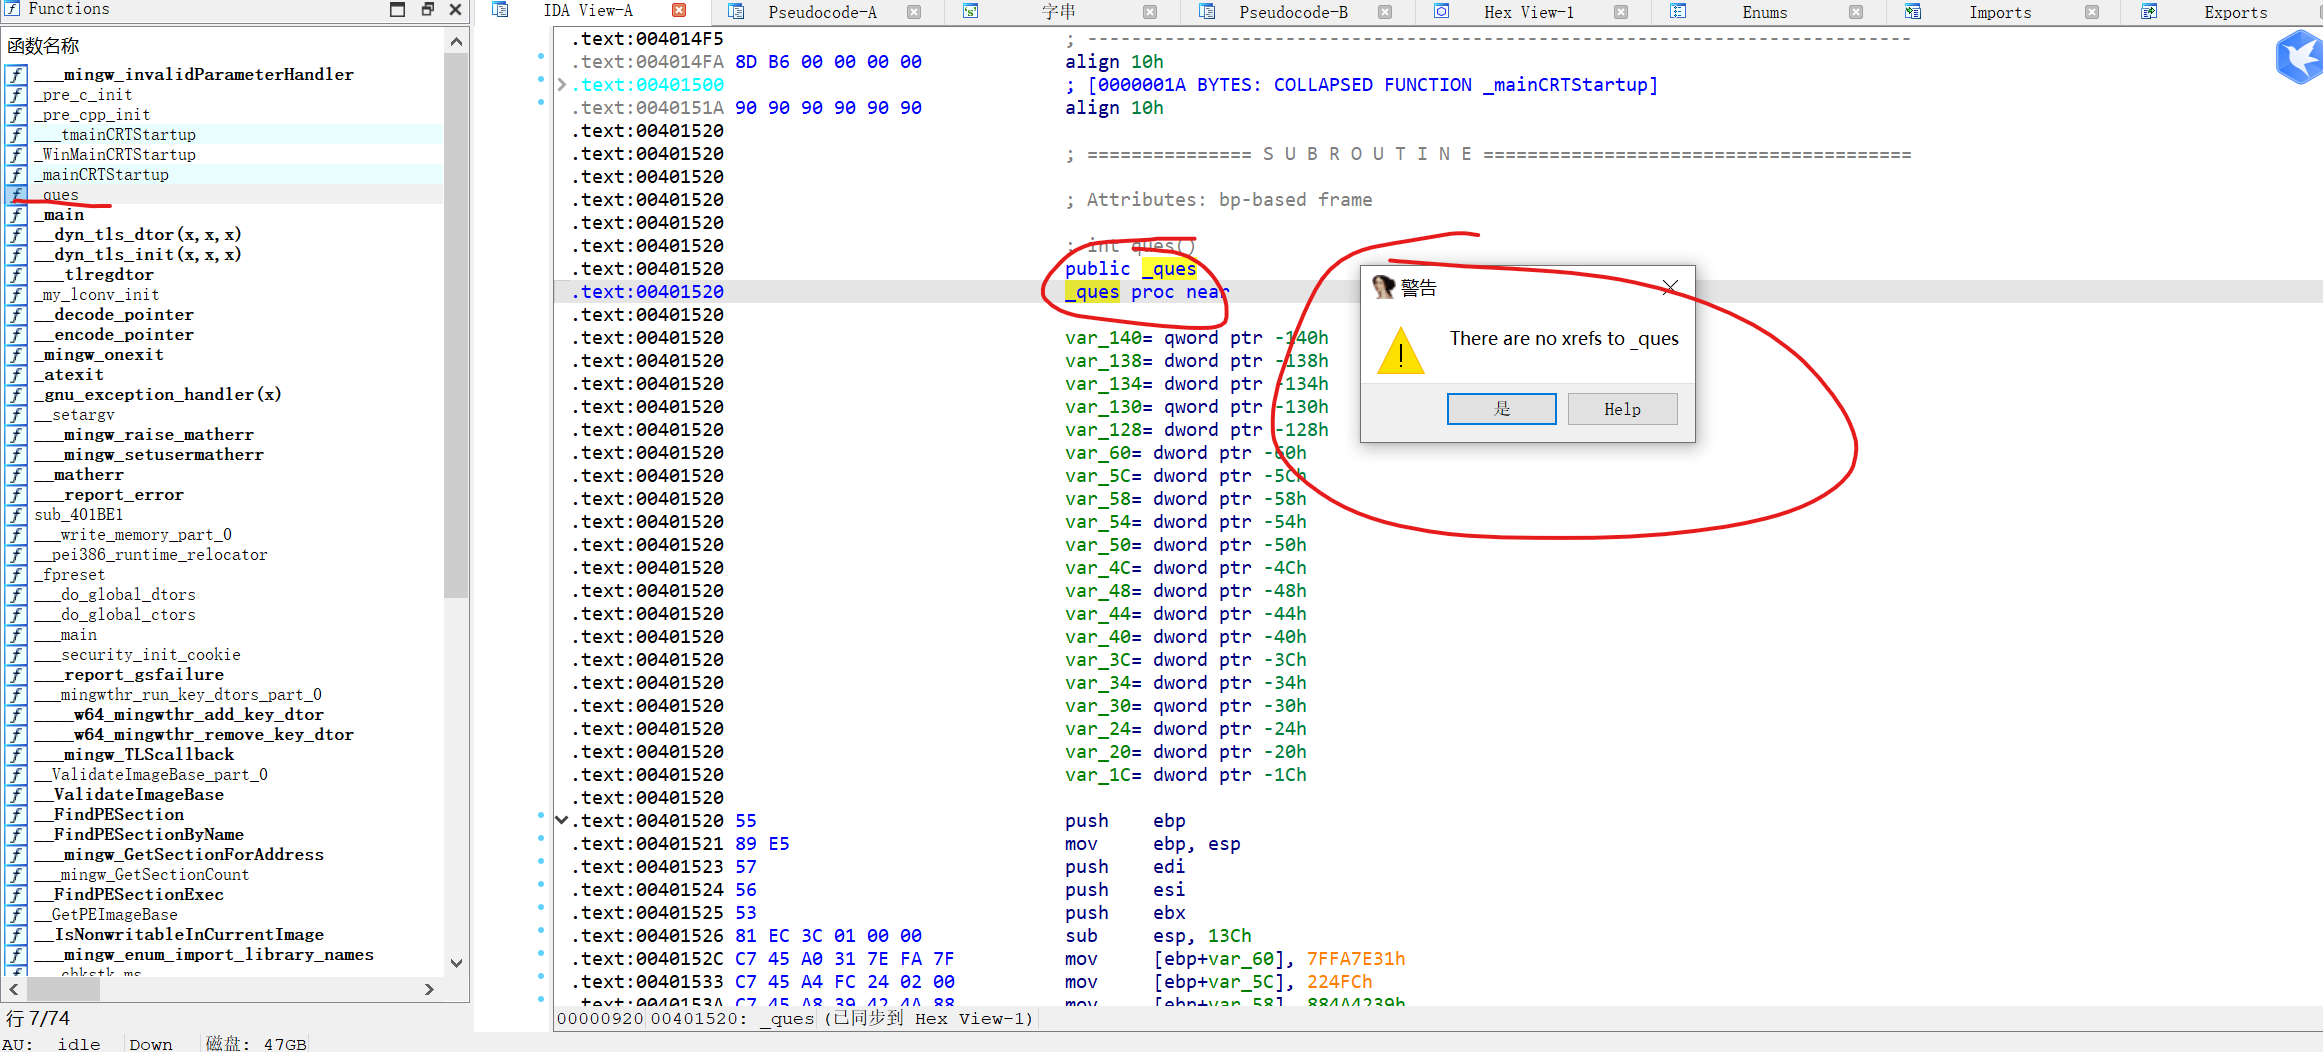 Functions
IDA View-A
Pseudocode-A
字串
Pseudocode-B
Hex View-1
Enums
Imports
Exports
函数名称
f ___mingw_invalidParameterHandler
f _pre_c_init
f _pre_cpp_init
f ___tmainCRTStartup
f _WinMainCRTStartup
f _mainCRTStartup
f _ques
f _main
f __dyn_tls_dtor(x,x,x)
f __dyn_tls_init(x,x,x)
f ___tlregdtor
f _my_lconv_init
f __decode_pointer
f __encode_pointer
f _mingw_onexit
f _atexit
f _gnu_exception_handler(x)
f __setargv
f ___mingw_raise_matherr
f ___mingw_setusermatherr
f __matherr
f ___report_error
f sub_401BE1
f ___write_memory_part_0
f __pei386_runtime_relocator
f _fpreset
f ___do_global_dtors
f ___do_global_ctors
f ___main
f ___security_init_cookie
f ___report_gsfailure
f ___mingwthr_run_key_dtors_part_0
f ____w64_mingwthr_add_key_dtor
f ____w64_mingwthr_remove_key_dtor
f ___mingw_TLScallback
f __ValidateImageBase_part_0
f __ValidateImageBase
f __FindPESection
f __FindPESectionByName
f ___mingw_GetSectionForAddress
f ___mingw_GetSectionCount
f __FindPESectionExec
f __GetPEImageBase
f __IsNonwritableInCurrentImage
f ___mingw_enum_import_library_names
行 7/74
AU: idle Down 磁盘: 47GB
.text:004014F5 ; ---------------------------------------------------------------------------
.text:004014FA 8D B6 00 00 00 00 align 10h
.text:00401500 ; [0000001A BYTES: COLLAPSED FUNCTION _mainCRTStartup]
.text:0040151A 90 90 90 90 90 90 align 10h
.text:00401520
.text:00401520 ; =============== S U B R O U T I N E =======================================
.text:00401520
.text:00401520 ; Attributes: bp-based frame
.text:00401520
.text:00401520 ; int ques()
.text:00401520 public _ques
.text:00401520 _ques proc near
.text:00401520
.text:00401520 var_140= qword ptr -140h
.text:00401520 var_138= dword ptr -138h
.text:00401520 var_134= dword ptr -134h
.text:00401520 var_130= qword ptr -130h
.text:00401520 var_128= dword ptr -128h
.text:00401520 var_60= dword ptr -60h
.text:00401520 var_5C= dword ptr -5Ch
.text:00401520 var_58= dword ptr -58h
.text:00401520 var_54= dword ptr -54h
.text:00401520 var_50= dword ptr -50h
.text:00401520 var_4C= dword ptr -4Ch
.text:00401520 var_48= dword ptr -48h
.text:00401520 var_44= dword ptr -44h
.text:00401520 var_40= dword ptr -40h
.text:00401520 var_3C= dword ptr -3Ch
.text:00401520 var_34= dword ptr -34h
.text:00401520 var_30= qword ptr -30h
.text:00401520 var_24= dword ptr -24h
.text:00401520 var_20= dword ptr -20h
.text:00401520 var_1C= dword ptr -1Ch
.text:00401520
.text:00401520 55 push ebp
.text:00401521 89 E5 mov ebp, esp
.text:00401523 57 push edi
.text:00401524 56 push esi
.text:00401525 53 push ebx
.text:00401526 81 EC 3C 01 00 00 sub esp, 13Ch
.text:0040152C C7 45 A0 31 7E FA 7F mov [ebp+var_60], 7FFA7E31h
.text:00401533 C7 45 A4 FC 24 02 00 mov [ebp+var_5C], 224FCh
.text:0040153A C7 45 A8 39 42 4A 88 mov [ebp+var_58], 884A4239h
00000920 00401520: _ques (已同步到 Hex View-1)
警告
There are no xrefs to _ques
是
Help